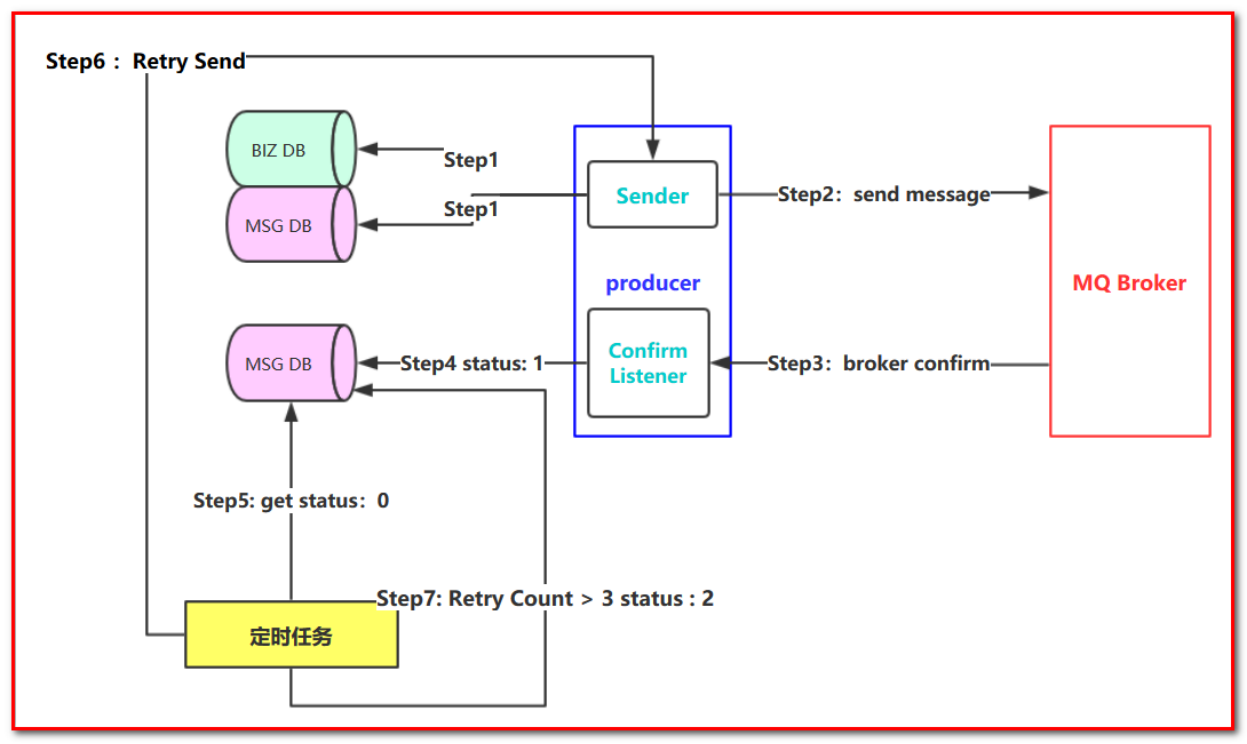 Step6： Retry Send
BIZ DB
Step1
MSG DB
Step1
Sender
Step2：send message
producer
MQ Broker
MSG DB
Step4 status: 1
Confirm
Listener
Step3：broker confirm
Step5: get status：0
Step7: Retry Count > 3 status : 2
定时任务